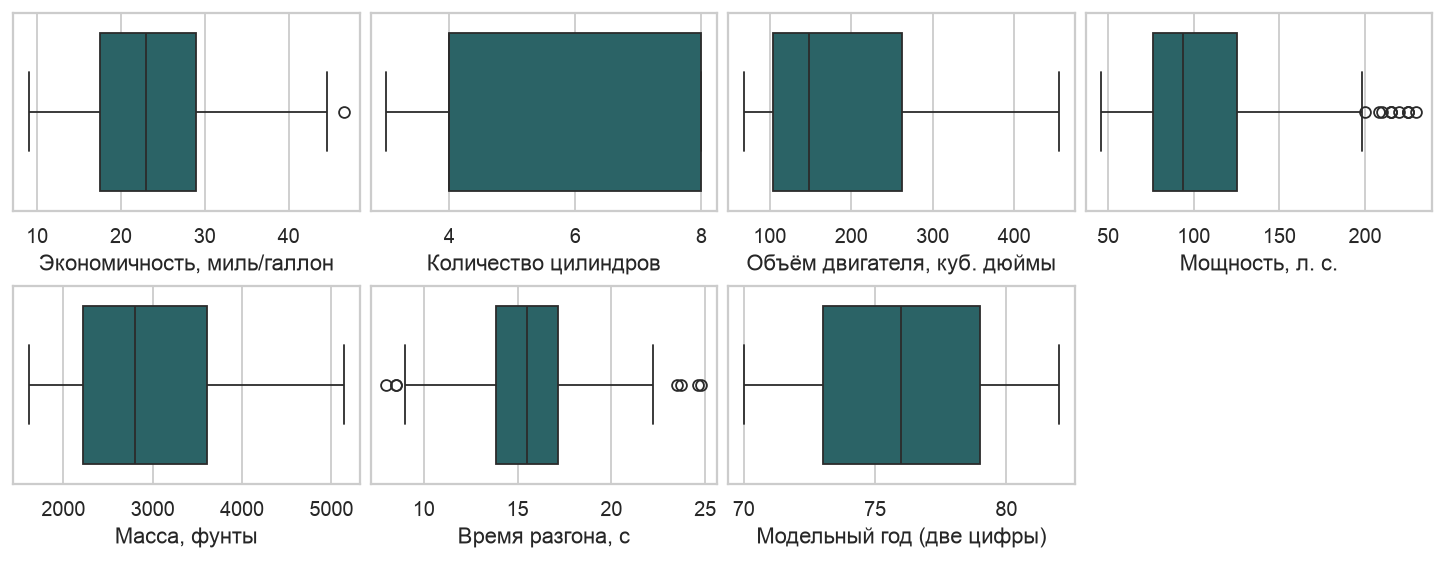 10 20 30 40
Экономичность, миль/галлон
4 6 8
Количество цилиндров
100 200 300 400
Объём двигателя, куб. дюймы
50 100 150 200
Мощность, л. с.
2000 3000 4000 5000
Масса, фунты
10 15 20 25
Время разгона, с
70 75 80
Модельный год (две цифры)